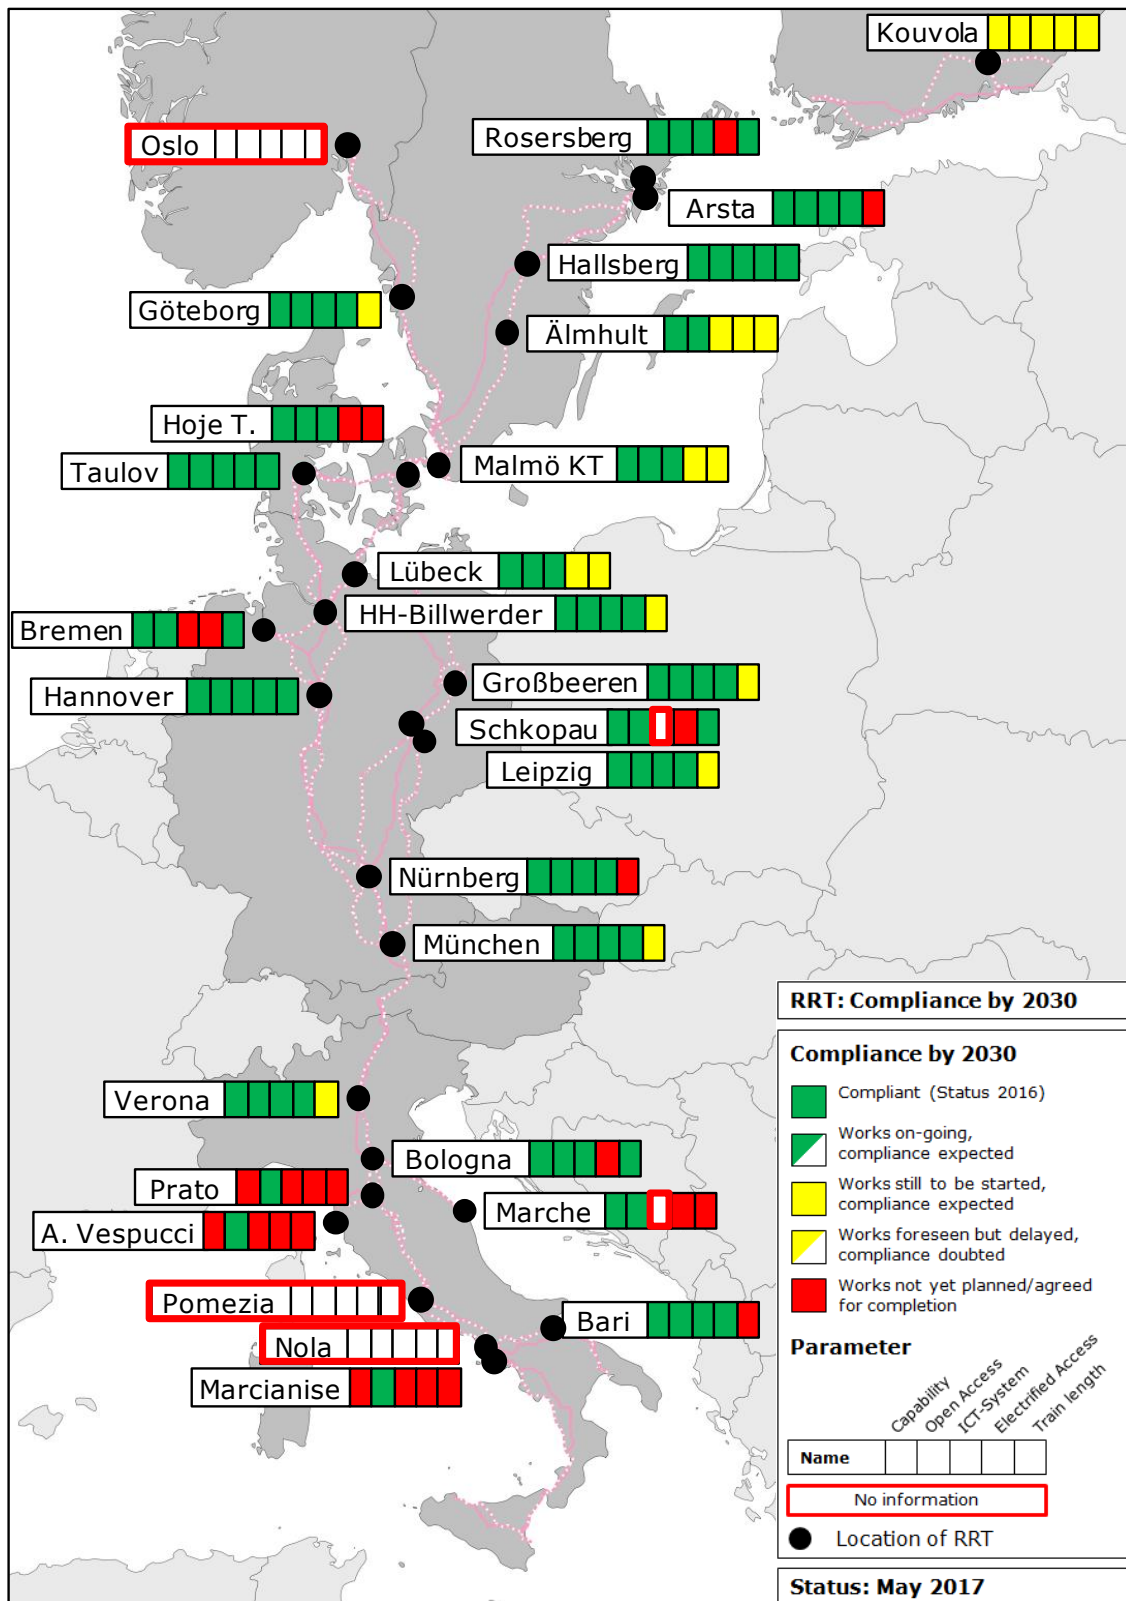 Kouvola
Oslo
Rosersberg
Arsta
Hallsberg
Göteborg
Älmhult
Hoje T.
Taulov
Malmö KT
Lübeck
HH-Billwerder
Bremen
Hannover
Großbeeren
Schkopau
Leipzig
Nürnberg
München
Verona
Bologna
Prato
Marche
A. Vespucci
Pomezia
Nola
Bari
Marcianise
RRT: Compliance by 2030
Compliance by 2030
Compliant (Status 2016)
Works on-going,
compliance expected
Works still to be started,
compliance expected
Works foreseen but delayed,
compliance doubted
Works not yet planned/agreed
for completion
Parameter
Capability
Open Access
ICT-System
Electrified Access
Train length
Name
No information
Location of RRT
Status: May 2017